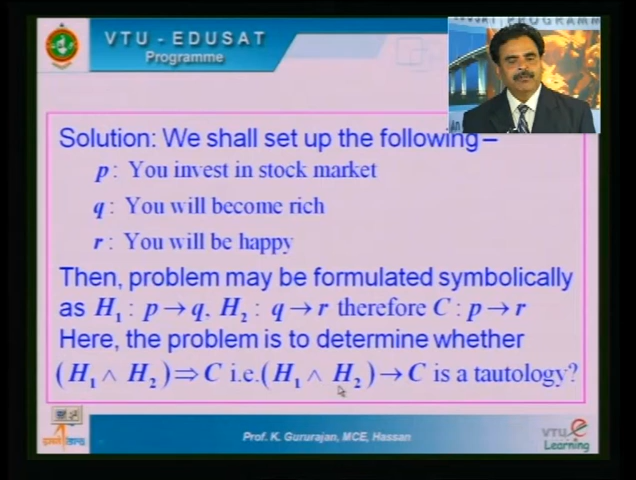 VTU - EDUSAT
Programme
Solution: We shall set up the following –
p : You invest in stock market
q : You will become rich
r : You will be happy
Then, problem may be formulated symbolically
as H₁ : p → q, H₂ : q → r therefore C : p → r
Here, the problem is to determine whether
(H₁ ∧ H₂) ⇒ C i.e.(H₁ ∧ H₂) → C is a tautology?
Prof. K. Gururajan, MCE, Hassan
VTU e
Learning